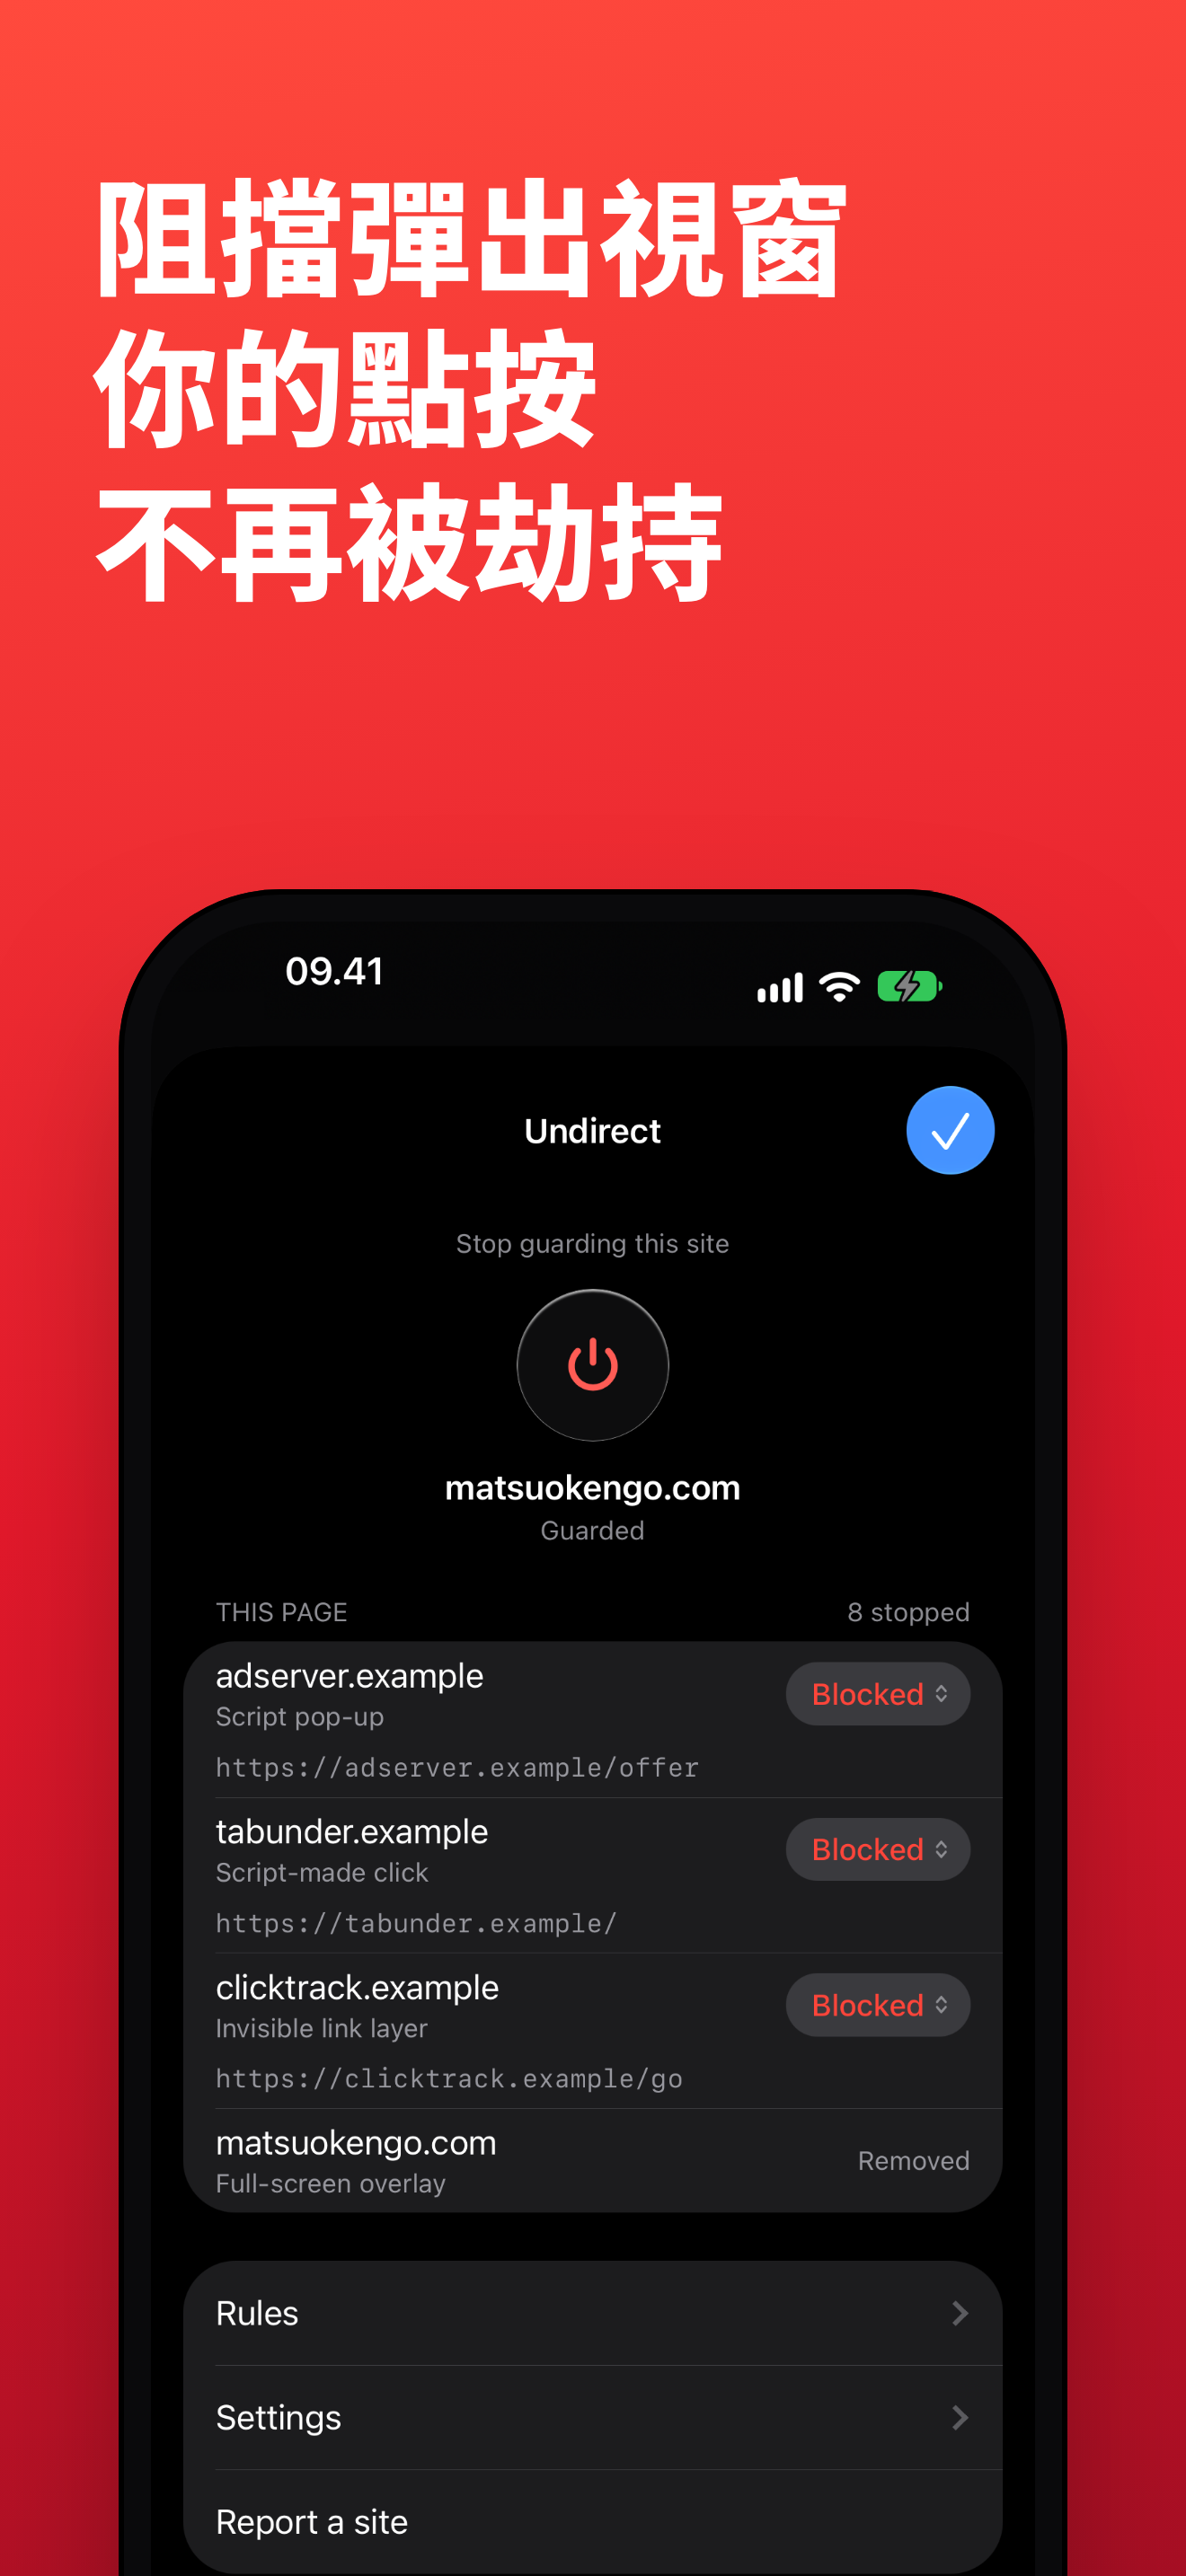 阻擋彈出視窗
你的點按
不再被劫持
09.41
Undirect
Stop guarding this site
matsuokengo.com
Guarded
THIS PAGE
8 stopped
adserver.example
Blocked
Script pop-up
https://adserver.example/offer
tabunder.example
Blocked
Script-made click
https://tabunder.example/
clicktrack.example
Blocked
Invisible link layer
https://clicktrack.example/go
matsuokengo.com
Removed
Full-screen overlay
Rules
Settings
Report a site